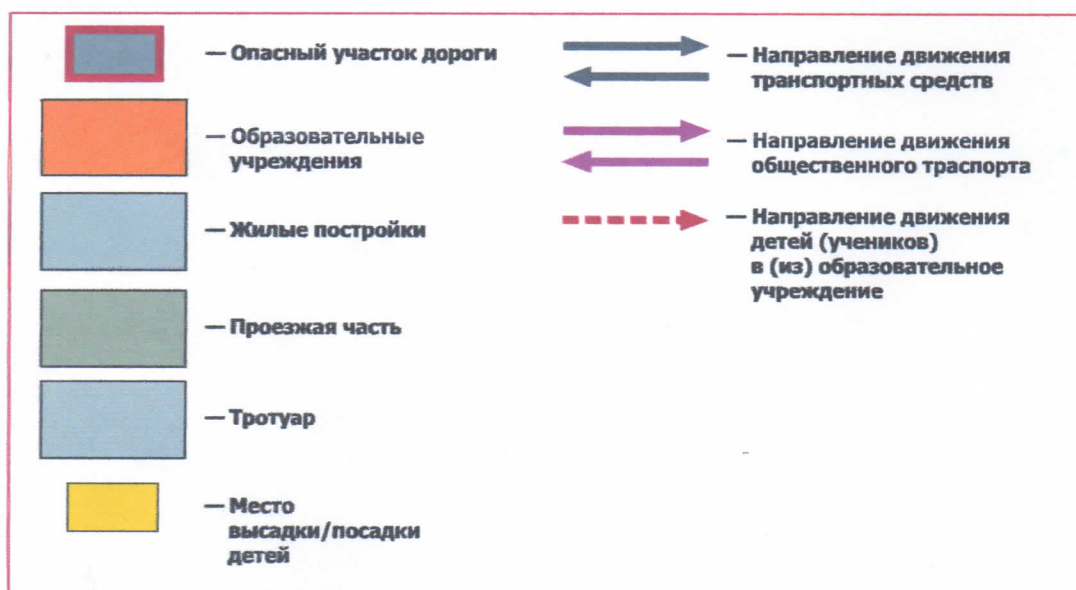 — Опасный участок дороги
— Образовательные
учреждения
— Жилые постройки
— Проезжая часть
— Тротуар
— Место
высадки/посадки
детей
— Направление движения
транспортных средств
— Направление движения
общественного траспорта
— Направление движения
детей (учеников)
в (из) образовательное
учреждение